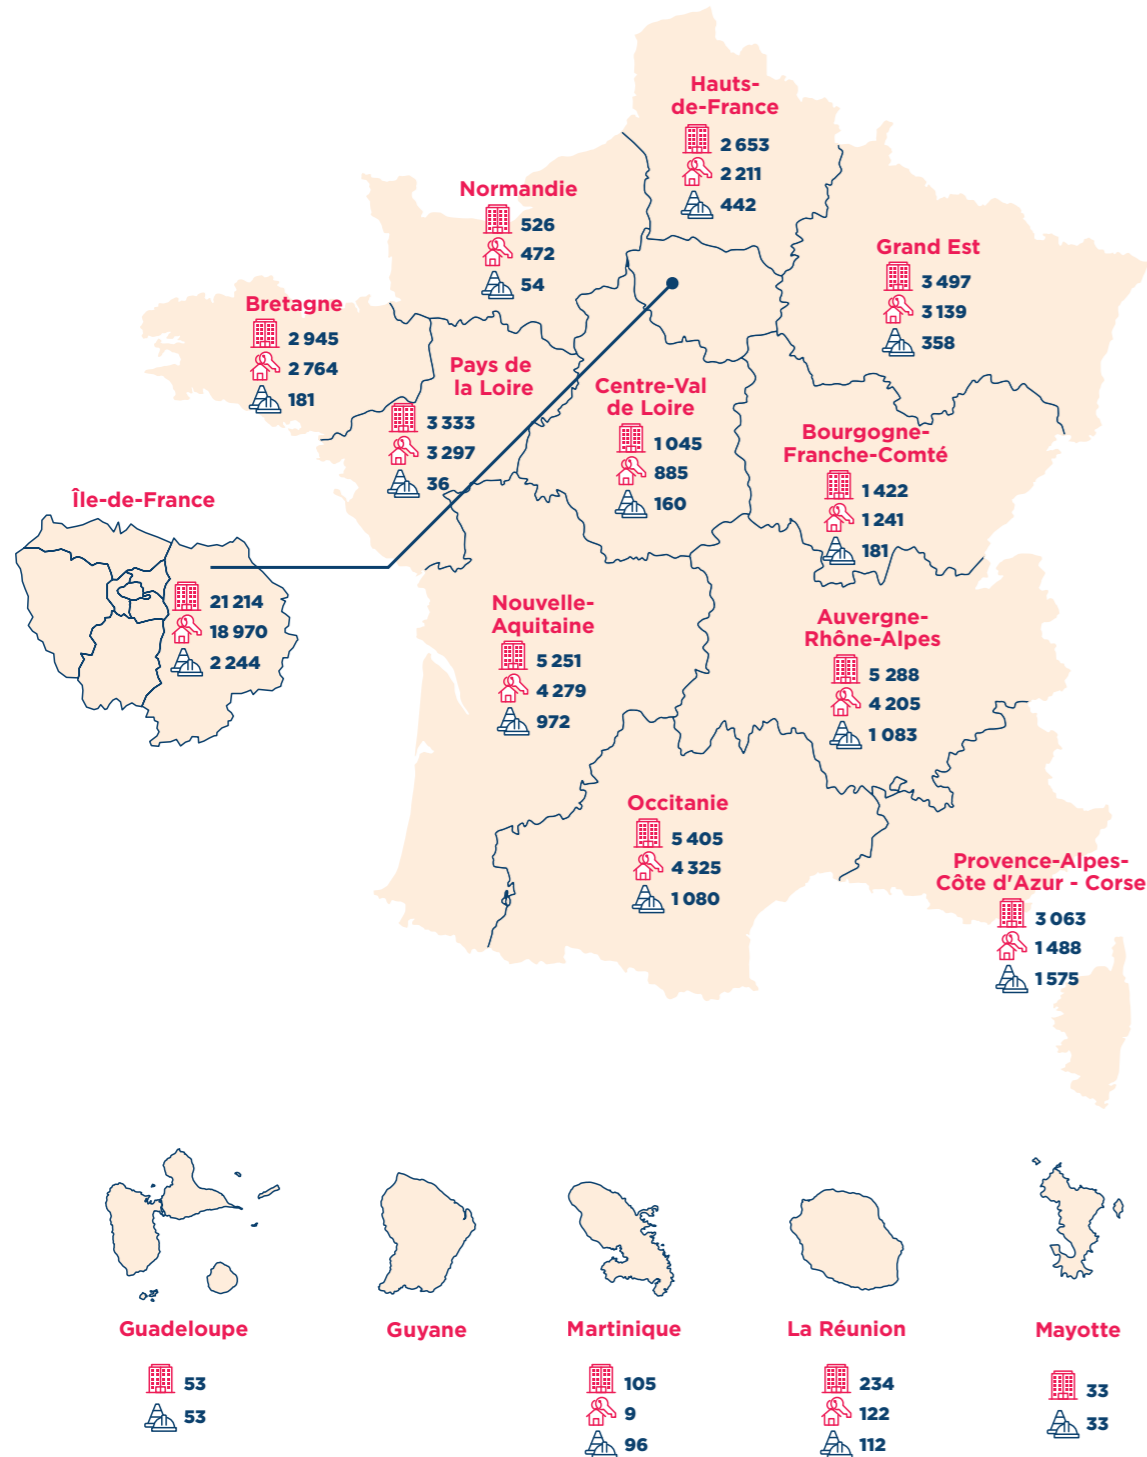 Hauts-
de-France
2 653
2 211
442
Normandie
526
472
54
Grand Est
3 497
3 139
358
Bretagne
2 945
2 764
181
Pays de
la Loire
3 333
3 297
36
Centre-Val
de Loire
1 045
885
160
Bourgogne-
Franche-Comté
1 422
1 241
181
Île-de-France
21 214
18 970
2 244
Nouvelle-
Aquitaine
5 251
4 279
972
Auvergne-
Rhône-Alpes
5 288
4 205
1 083
Occitanie
5 405
4 325
1 080
Provence-Alpes-
Côte d'Azur - Corse
3 063
1 488
1 575
Guadeloupe
53
53
Guyane
Martinique
105
9
96
La Réunion
234
122
112
Mayotte
33
33